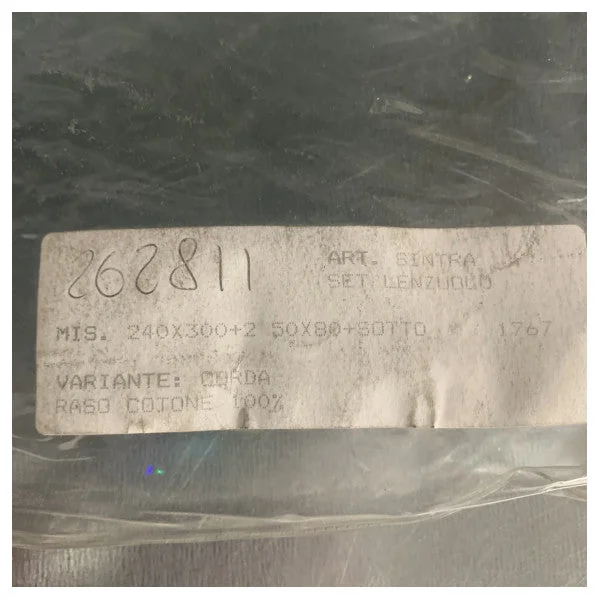 262811
ART. SINTRA
SET LENZUOLO
MIS. 240X300+2 50X80+SOTTO 1767
VARIANTE: CORDA
RASO COTONE 100%